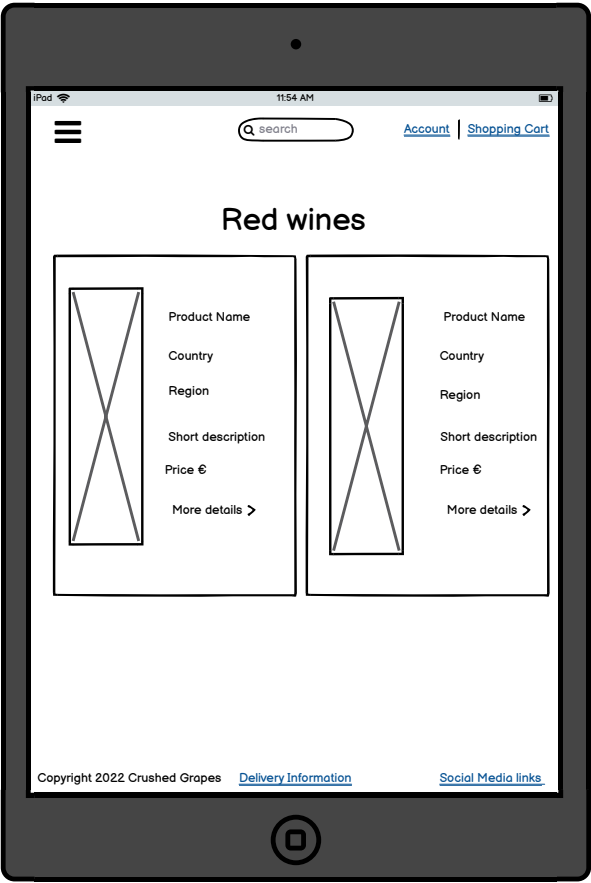 iPad 11:54 AM
search Account Shopping Cart
Red wines
Product Name
Country
Region
Short description
Price €
More details
Product Name
Country
Region
Short description
Price €
More details
Copyright 2022 Crushed Grapes Delivery Information Social Media links